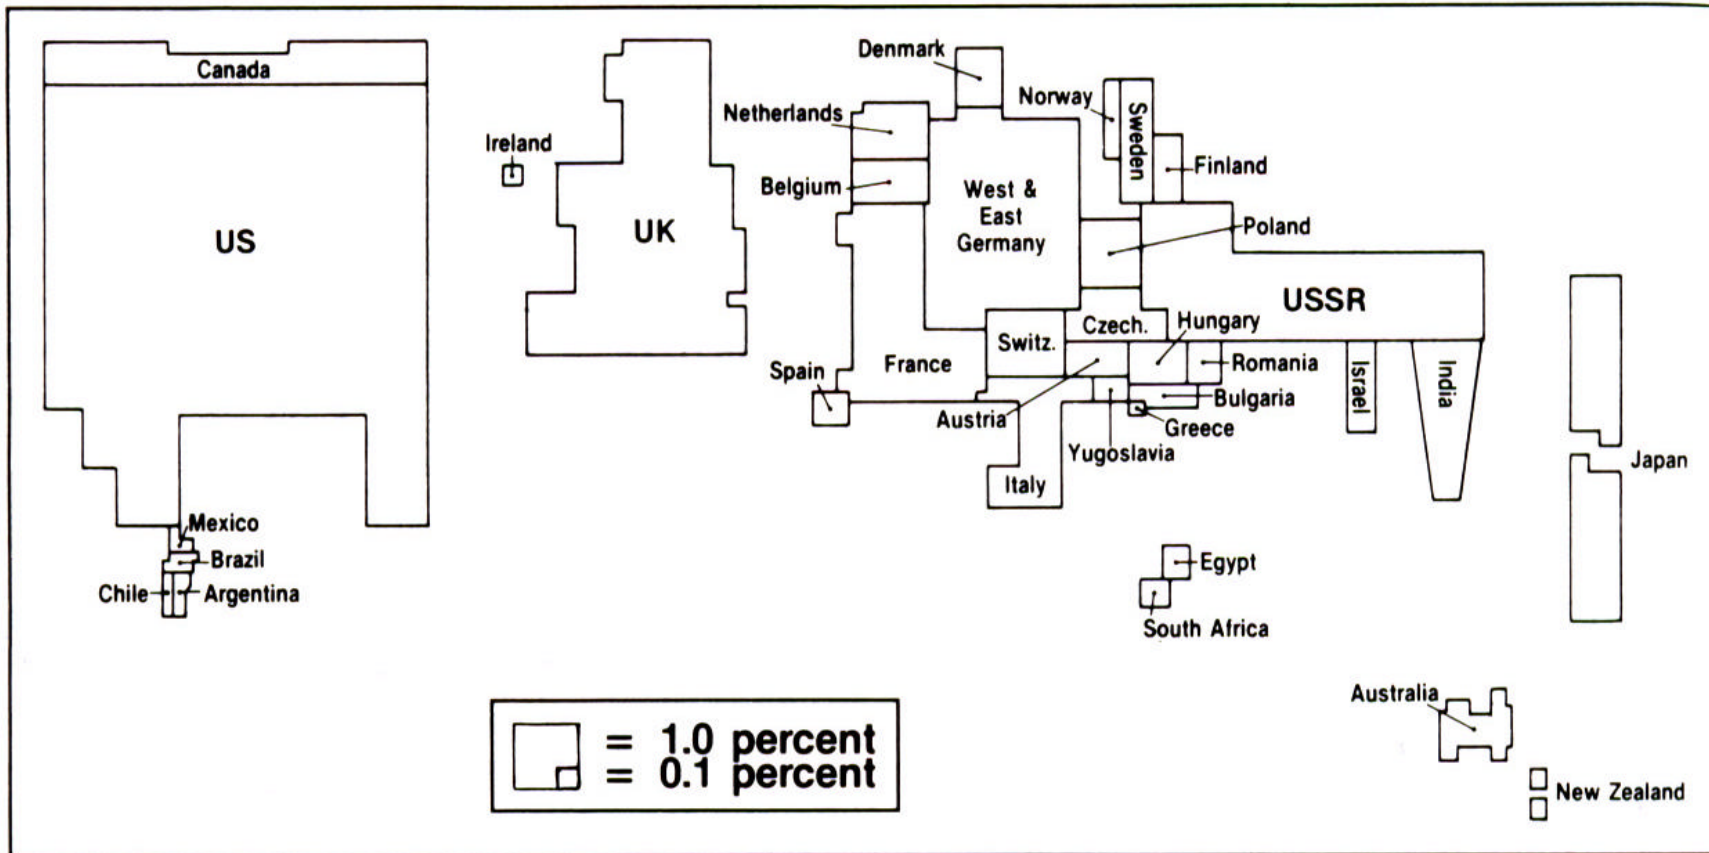 Canada
US
Mexico
Brazil
Chile
Argentina
Ireland
UK
Denmark
Netherlands
Belgium
West &
East
Germany
Norway
Sweden
Finland
Poland
USSR
Switz.
Czech.
Hungary
France
Spain
Romania
Austria
Bulgaria
Greece
Yugoslavia
Italy
Israel
India
Japan
Egypt
South Africa
Australia
New Zealand
= 1.0 percent
= 0.1 percent